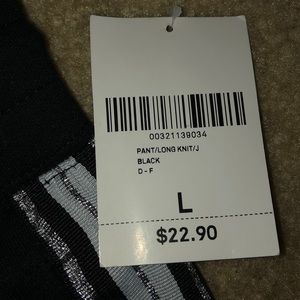 00321139034
PANT/LONG KNIT/J
BLACK
D - F
L
$22.90